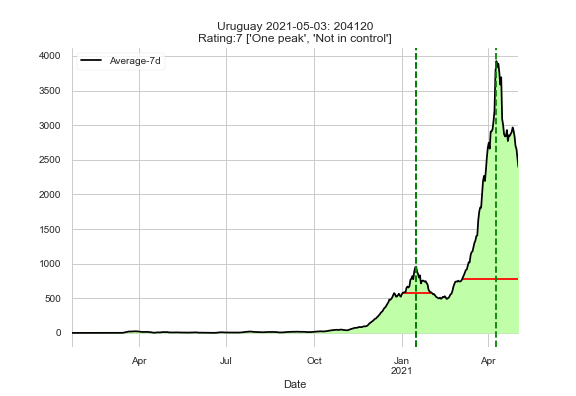 Uruguay 2021-05-03: 204120
Rating:7 ['One peak', 'Not in control']
Average-7d
4000
3500
3000
2500
2000
1500
1000
500
0
Apr
Jul
Oct
Jan
2021
Apr
Date